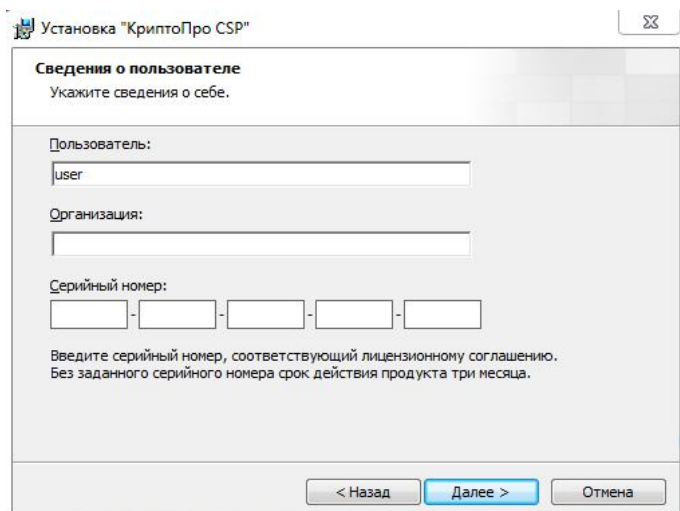 Установка "КриптоПро CSP"
Сведения о пользователе
Укажите сведения о себе.
Пользователь:
user
Организация:
Серийный номер:
- - - -
Введите серийный номер, соответствующий лицензионному соглашению.
Без заданного серийного номера срок действия продукта три месяца.
< Назад Далее > Отмена